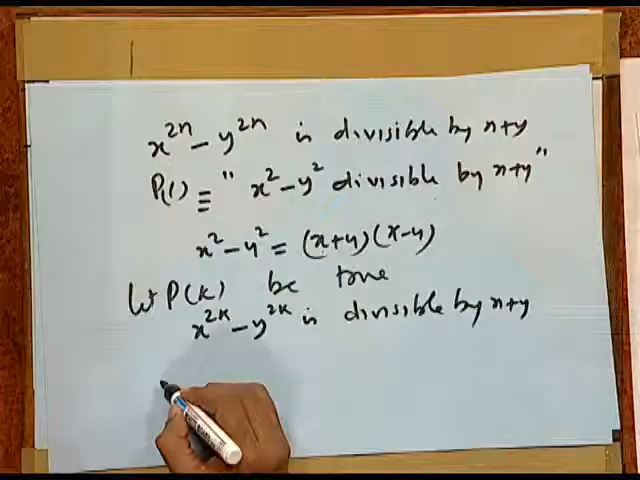 x^{2n} - y^{2n} is divisible by x+y
P(1) ≡ " x^2 - y^2 divisible by x+y "
x^2 - y^2 = (x+y)(x-y)
Let P(k) be true
x^{2k} - y^{2k} is divisible by x+y